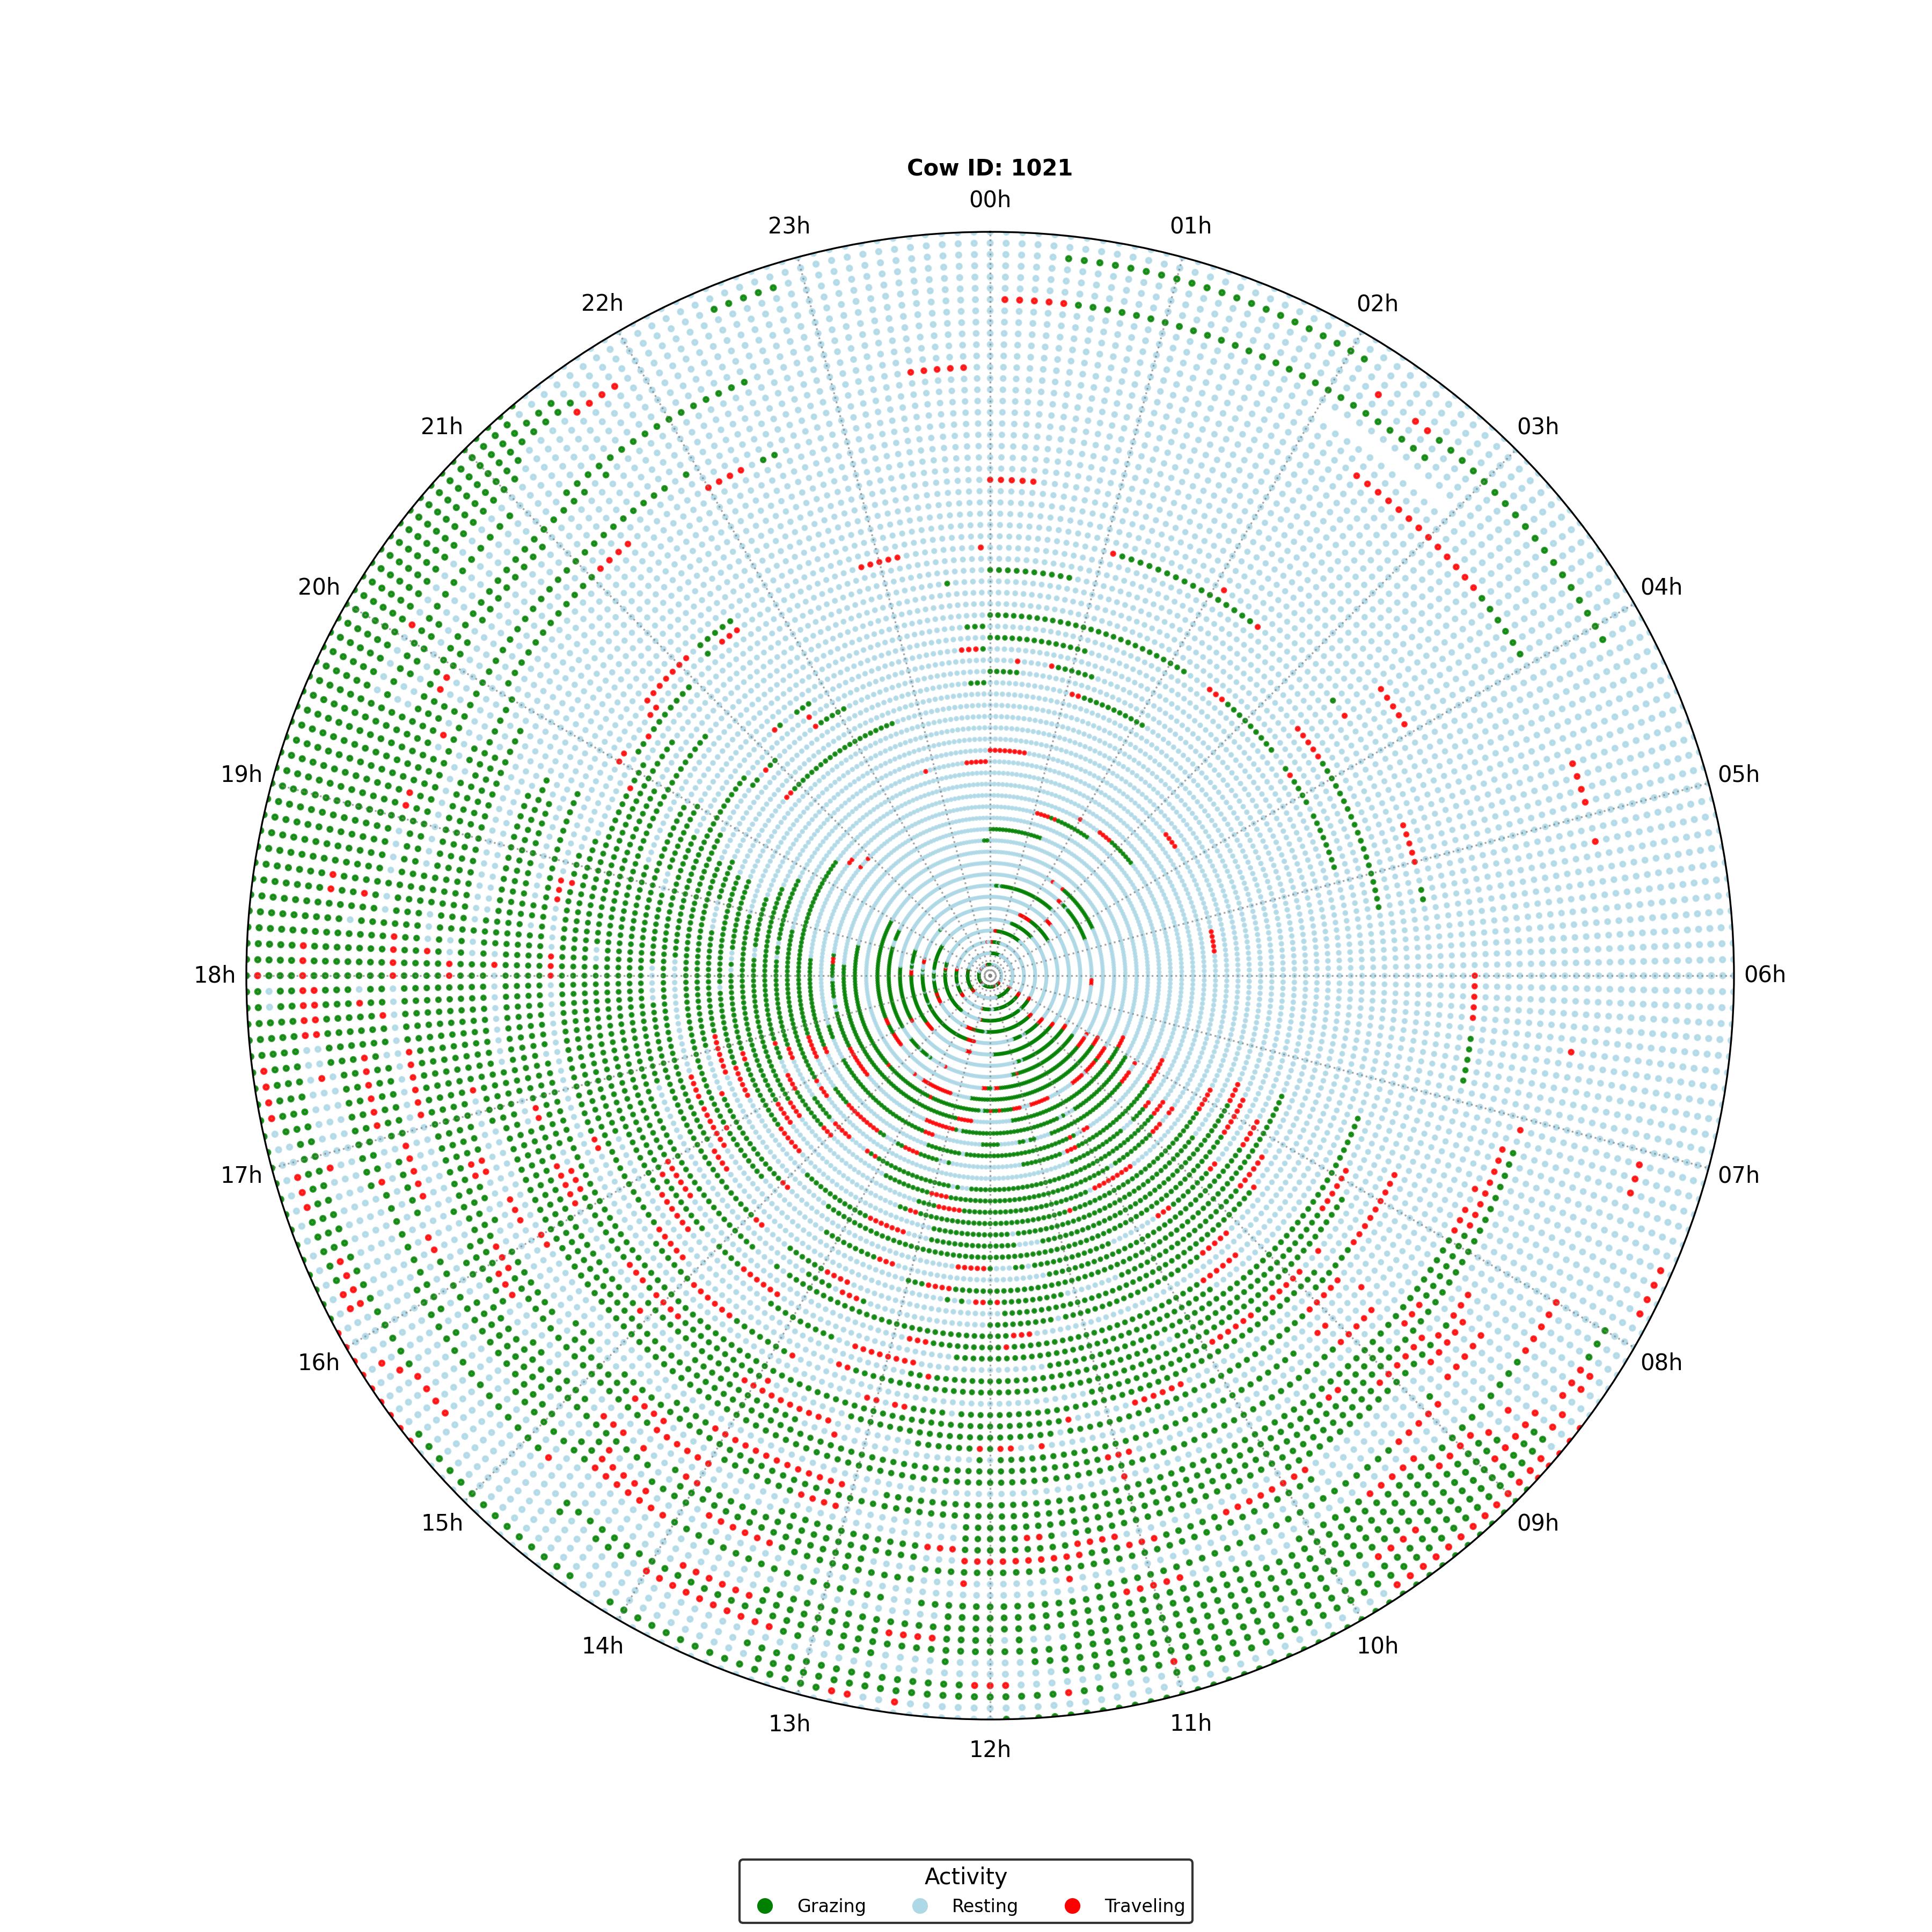 Cow ID: 1021
00h
23h
01h
22h
02h
21h
03h
20h
04h
19h
05h
18h
06h
17h
07h
16h
08h
15h
09h
14h
10h
13h
11h
12h
Activity
Grazing Resting Traveling